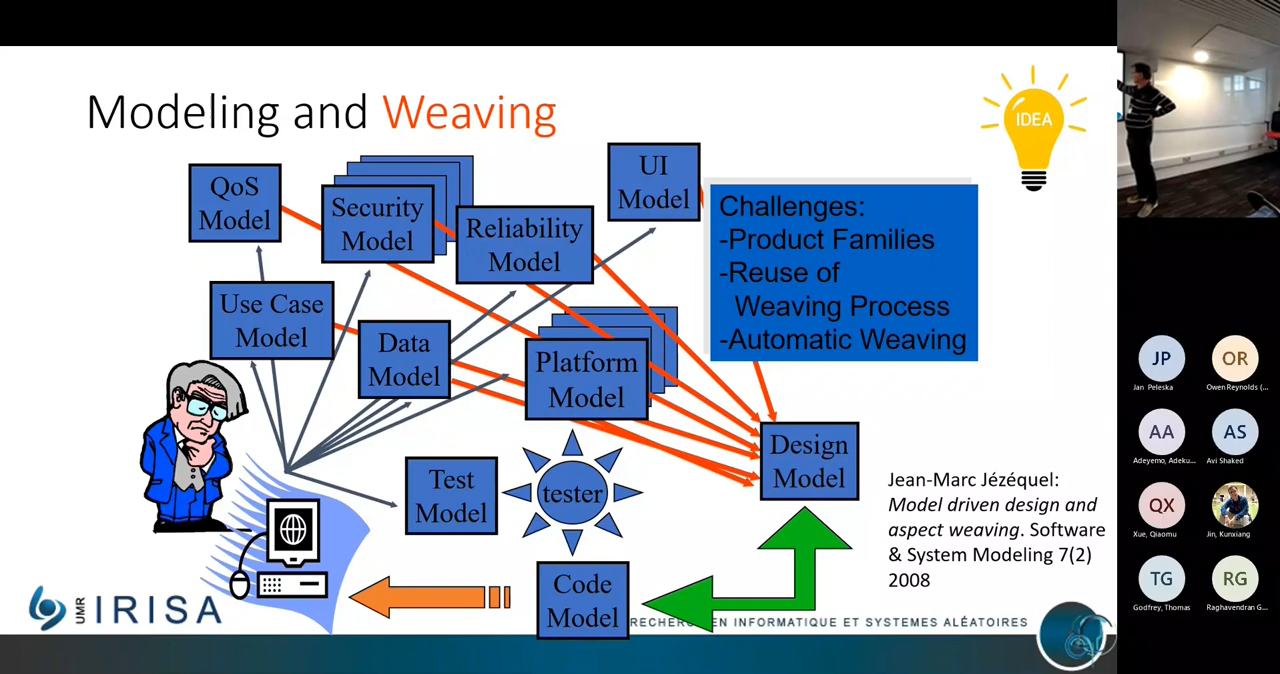 Modeling and Weaving
IDEA
QoS
Model
Security
Model
Reliability
Model
UI
Model
Challenges:
-Product Families
-Reuse of
Weaving Process
-Automatic Weaving
Use Case
Model
Data
Model
Platform
Model
Design
Model
Test
Model
tester
Code
Model
Jean-Marc Jézéquel:
Model driven design and
aspect weaving. Software
& System Modeling 7(2)
2008
UMR
IRISA
RECHERC EN INFORMATIQUE ET SYSTEMES ALÉATOIRES
JP
Jan Peleska
OR
Owen Reynolds (...
AA
Adeyemo, Adeku...
AS
Avi Shaked
QX
Xue, Qiaomu
Jin, Kunxiang
TG
Godfrey, Thomas
RG
Raghavendran G...